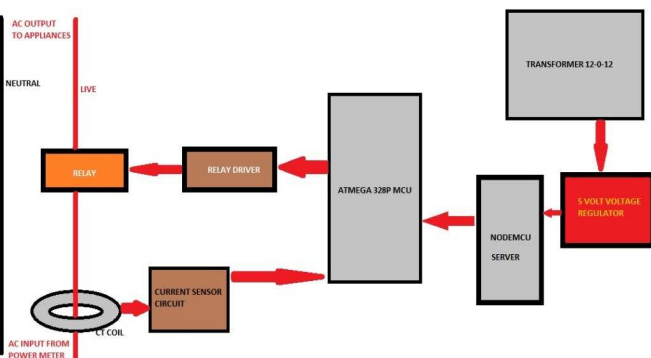 AC OUTPUT
TO APPLIANCES
NEUTRAL
LIVE
TRANSFORMER 12-0-12
RELAY
RELAY DRIVER
ATMEGA 328P MCU
5 VOLT VOLTAGE
REGULATOR
NODEMCU
SERVER
CURRENT SENSOR
CIRCUIT
CT COIL
AC INPUT FROM
POWER METER